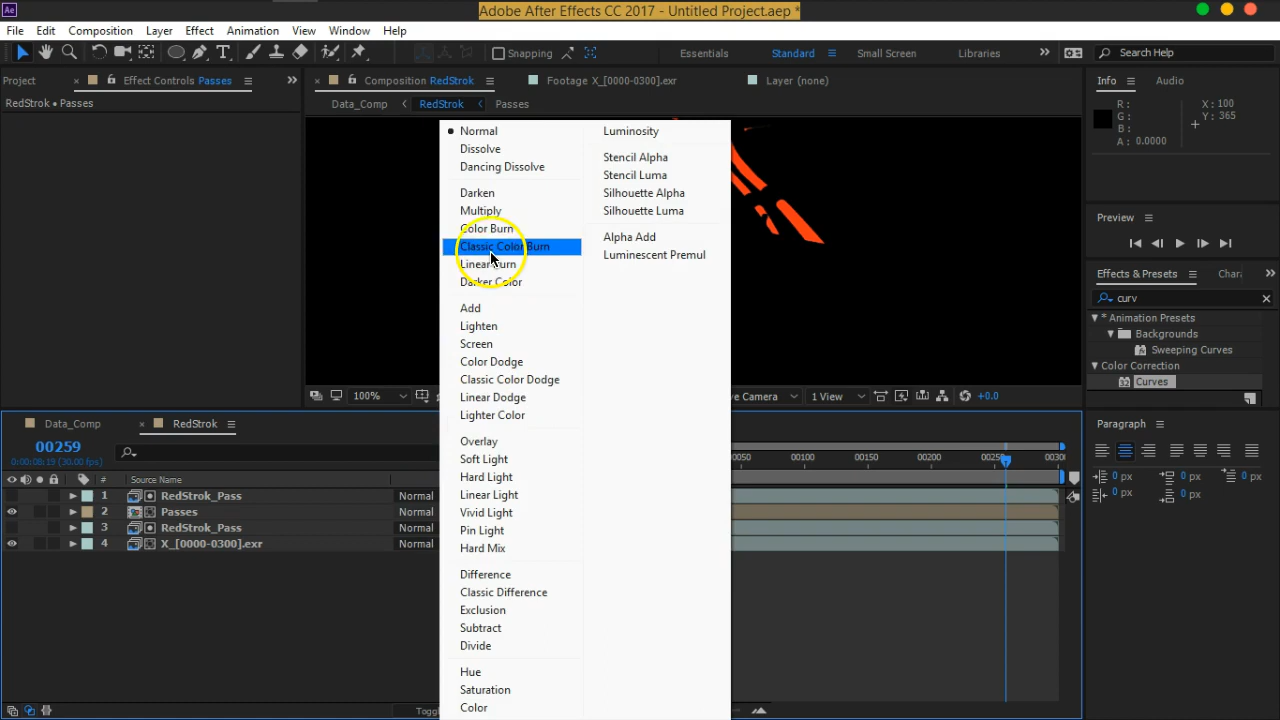 Ae
Adobe After Effects CC 2017 - Untitled Project.aep *
File Edit Composition Layer Effect Animation View Window Help
Snapping Essentials Standard Small Screen Libraries Search Help
Project Effect Controls Passes Composition RedStrok Footage X_[0000-0300].exr Layer (none) Info Audio
RedStrok • Passes Data_Comp RedStrok Passes
R: X: 100
G: Y: 365
B:
A: 0.0000
Normal Luminosity
Dissolve
Dancing Dissolve Stencil Alpha
Stencil Luma
Darken Silhouette Alpha
Multiply Silhouette Luma
Color Burn
Alpha Add
Classic Color Burn Luminescent Premul
Linear Burn
Darker Color
Add
Lighten
Screen
Color Dodge
Classic Color Dodge
Linear Dodge
Lighter Color
Overlay
Soft Light
Hard Light
Linear Light
Vivid Light
Pin Light
Hard Mix
Difference
Classic Difference
Exclusion
Subtract
Divide
Hue
Saturation
Color
Preview
Effects & Presets
curv
* Animation Presets
Backgrounds
Sweeping Curves
Color Correction
Curves
100% 1 View +0.0
Data_Comp RedStrok
00259
0:00:08:19 (30.00 fps)
# Source Name
1 RedStrok_Pass Normal
2 Passes Normal
3 RedStrok_Pass Normal
4 X_[0000-0300].exr Normal
00100 00150 00200
Paragraph
0 px 0 px 0 px
0 px 0 px